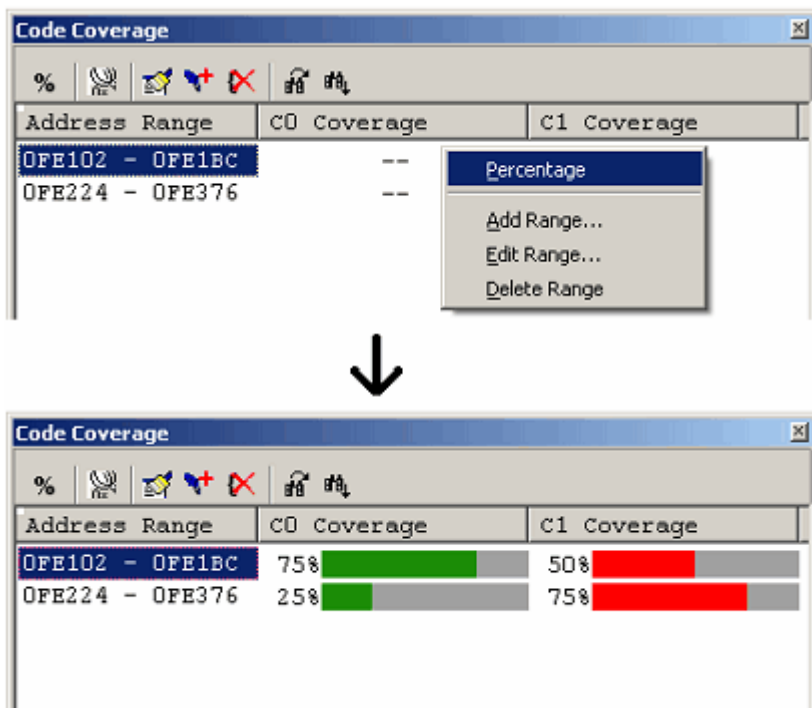 Code Coverage
%
Address Range C0 Coverage C1 Coverage
0FE102 - 0FE1BC --
0FE224 - 0FE376 --
Percentage
Add Range...
Edit Range...
Delete Range
Code Coverage
%
Address Range C0 Coverage C1 Coverage
0FE102 - 0FE1BC 75% 50%
0FE224 - 0FE376 25% 75%